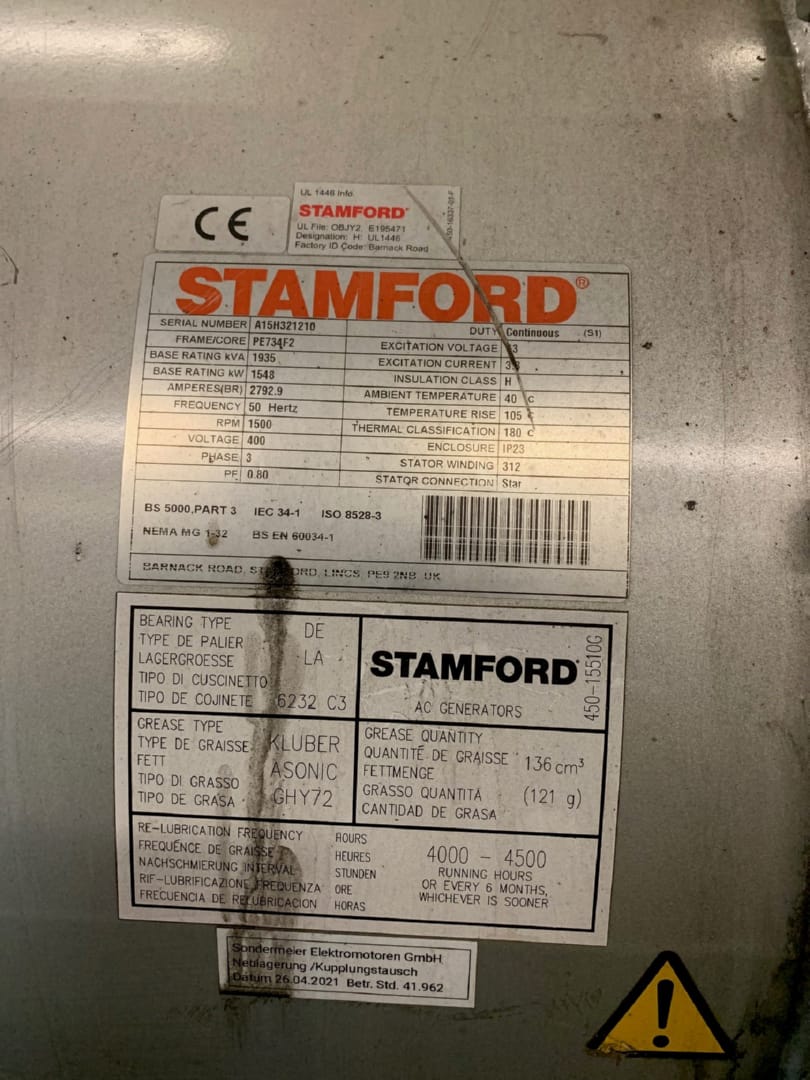 CE
UL 1446 Info.
STAMFORD
UL File: OBJY2, E195471
Designation: H: UL1446
Factory ID Code: Barnack Road
STAMFORD®
SERIAL NUMBER A15H321210
FRAME/CORE PE734F2
BASE RATING kVA 1935
BASE RATING kW 1548
AMPERES(BR) 2792.9
FREQUENCY 50 Hertz
RPM 1500
VOLTAGE 400
PHASE 3
PF 0.80
DUTY Continuous (S1)
EXCITATION VOLTAGE
EXCITATION CURRENT
INSULATION CLASS H
AMBIENT TEMPERATURE 40 C
TEMPERATURE RISE 105 C
THERMAL CLASSIFICATION 180 C
ENCLOSURE IP23
STATOR WINDING 312
STATOR CONNECTION Star
BS 5000,PART 3 IEC 34-1 ISO 8528-3
NEMA MG 1-32 BS EN 60034-1
BARNACK ROAD, LINCS, PE9 2NB UK
BEARING TYPE
TYPE DE PALIER
LAGERGROESSE
TIPO DI CUSCINETTO
TIPO DE COJINETE
DE
LA
6232 C3
STAMFORD
AC GENERATORS
450-15510G
GREASE TYPE
TYPE DE GRAISSE
FETT
TIPO DI GRASSO
TIPO DE GRASA
KLUBER
ASONIC
GHY72
GREASE QUANTITY
QUANTITÉ DE GRAISSE
FETTMENGE
GRASSO QUANTITÁ
CANTIDAD DE GRASA
136 cm³
(121 g)
RE-LUBRICATION FREQUENCY
FREQUÉNCE DE GRAISSE
NACHSCHMIERUNG INTERVAL
RIF-LUBRIFICAZIONE FREQUENZA
FRECUENCIA DE RELUBRICACION
HOURS
HEURES
STUNDEN
ORE
HORAS
4000 - 4500
RUNNING HOURS
OR EVERY 6 MONTHS,
WHICHEVER IS SOONER
Sondermeier Elektromotoren GmbH
Neulagerung /Kupplungstausch
Datum 26.04.2021 Betr. Std. 41.962